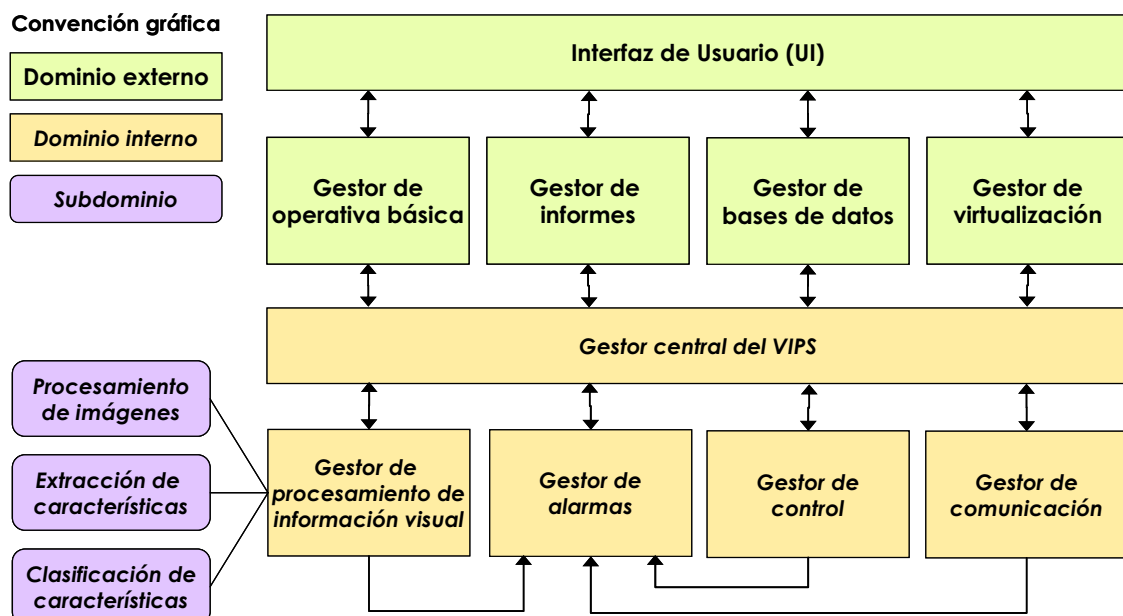 Convención gráfica
Dominio externo
Dominio interno
Subdominio
Interfaz de Usuario (UI)
Gestor de
operativa básica
Gestor de
informes
Gestor de
bases de datos
Gestor de
virtualización
Gestor central del VIPS
Procesamiento
de imágenes
Extracción de
características
Clasificación de
características
Gestor de
procesamiento de
información visual
Gestor de
alarmas
Gestor de
control
Gestor de
comunicación